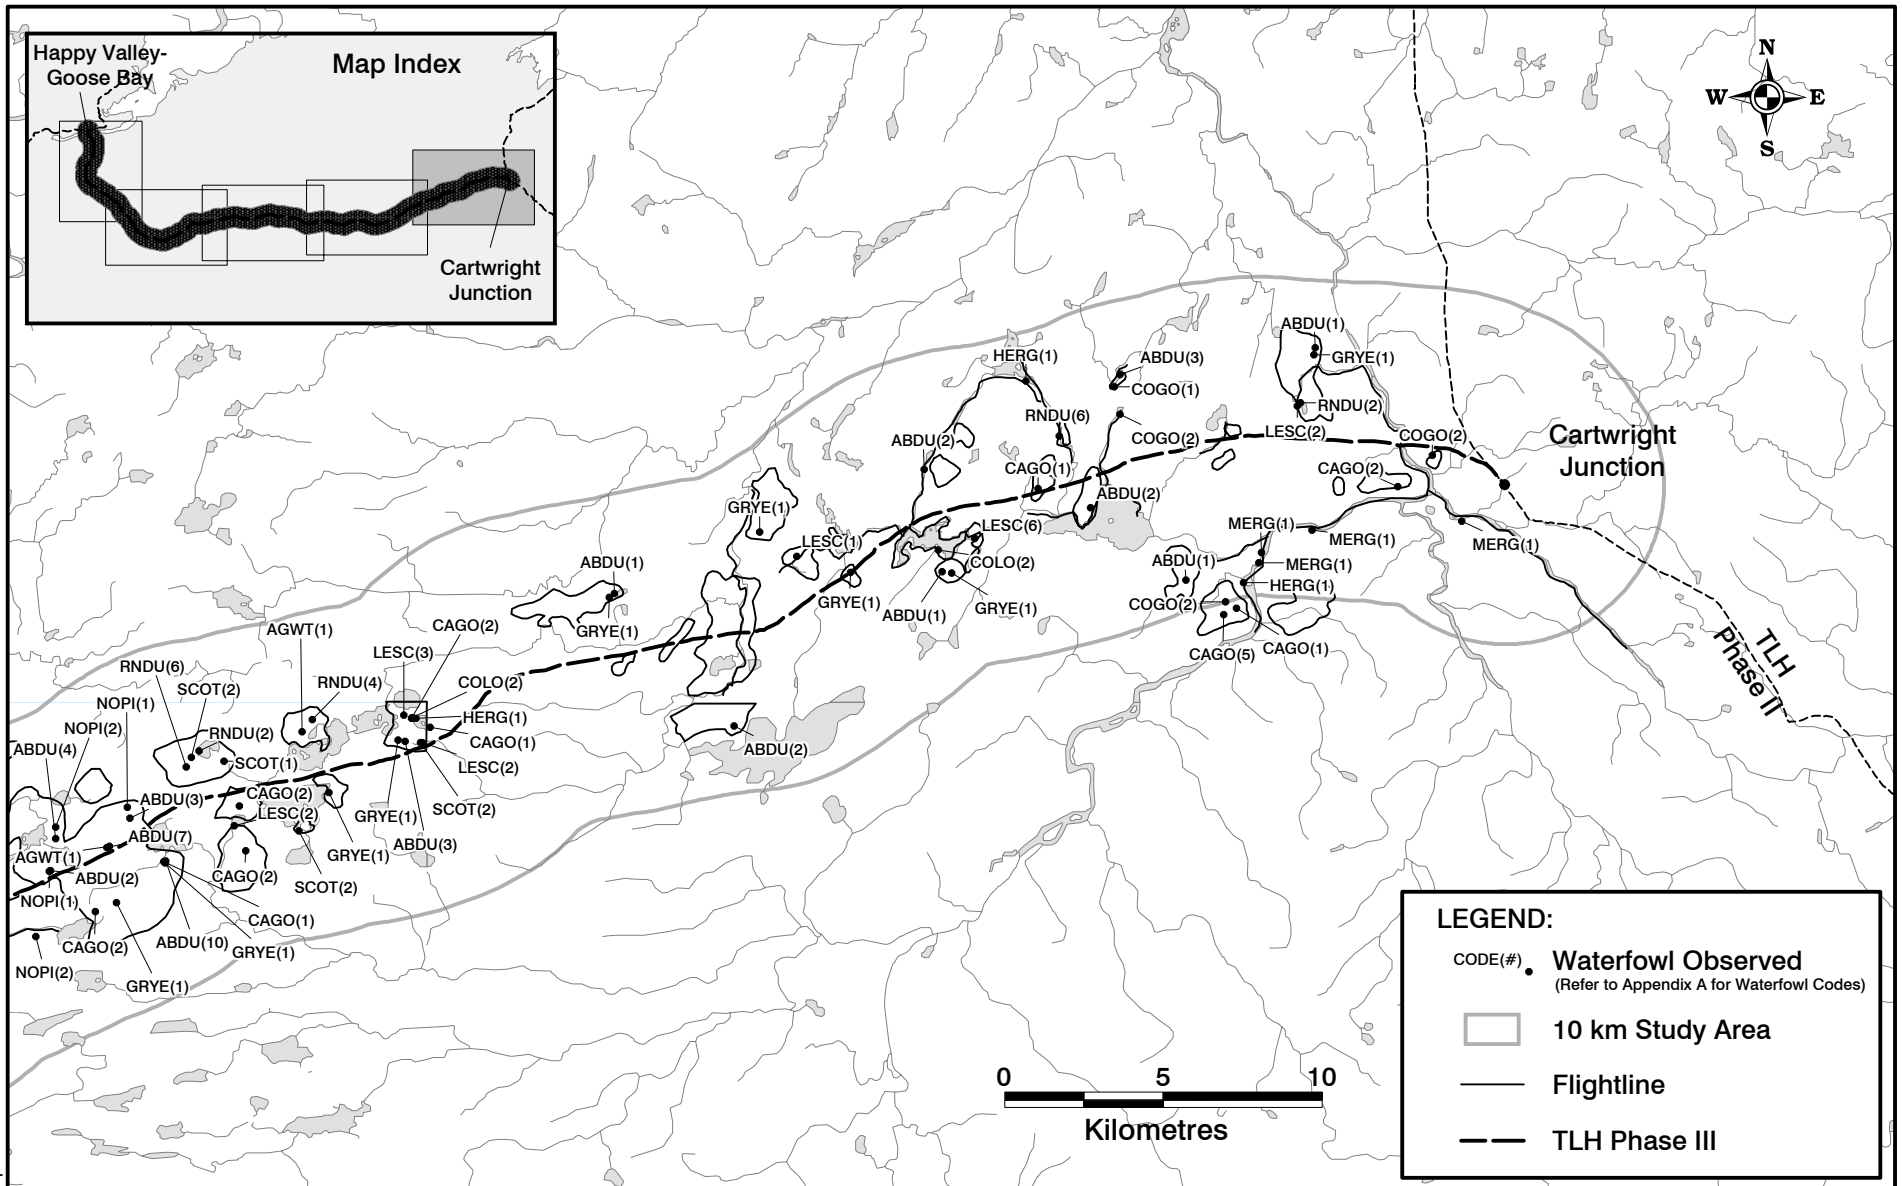 Happy Valley-
Goose Bay
Map Index
Cartwright
Junction
N
W E
S
ABDU(1)
GRYE(1)
HERG(1)
ABDU(3)
COGO(1)
RNDU(2)
RNDU(6)
COGO(2)
LESC(2)
COGO(2)
Cartwright
Junction
ABDU(2)
CAGO(1)
CAGO(2)
ABDU(2)
GRYE(1)
LESC(6)
MERG(1)
MERG(1)
MERG(1)
LESC(1)
COLO(2)
ABDU(1)
MERG(1)
ABDU(1)
HERG(1)
GRYE(1)
ABDU(1)
GRYE(1)
COGO(2)
GRYE(1)
CAGO(5)
CAGO(1)
TLH
Phase II
AGWT(1)
CAGO(2)
LESC(3)
RNDU(6)
SCOT(2)
RNDU(4)
COLO(2)
NOPI(1)
HERG(1)
NOPI(2)
RNDU(2)
CAGO(1)
ABDU(4)
SCOT(1)
LESC(2)
ABDU(2)
ABDU(3)
CAGO(2)
LESC(2)
SCOT(2)
GRYE(1)
ABDU(7)
ABDU(3)
AGWT(1)
GRYE(1)
ABDU(2)
CAGO(2)
SCOT(2)
NOPI(1)
CAGO(1)
CAGO(2)
ABDU(10)
GRYE(1)
NOPI(2)
GRYE(1)
0 5 10
Kilometres
LEGEND:
CODE(#) Waterfowl Observed
(Refer to Appendix A for Waterfowl Codes)
10 km Study Area
Flightline
TLH Phase III